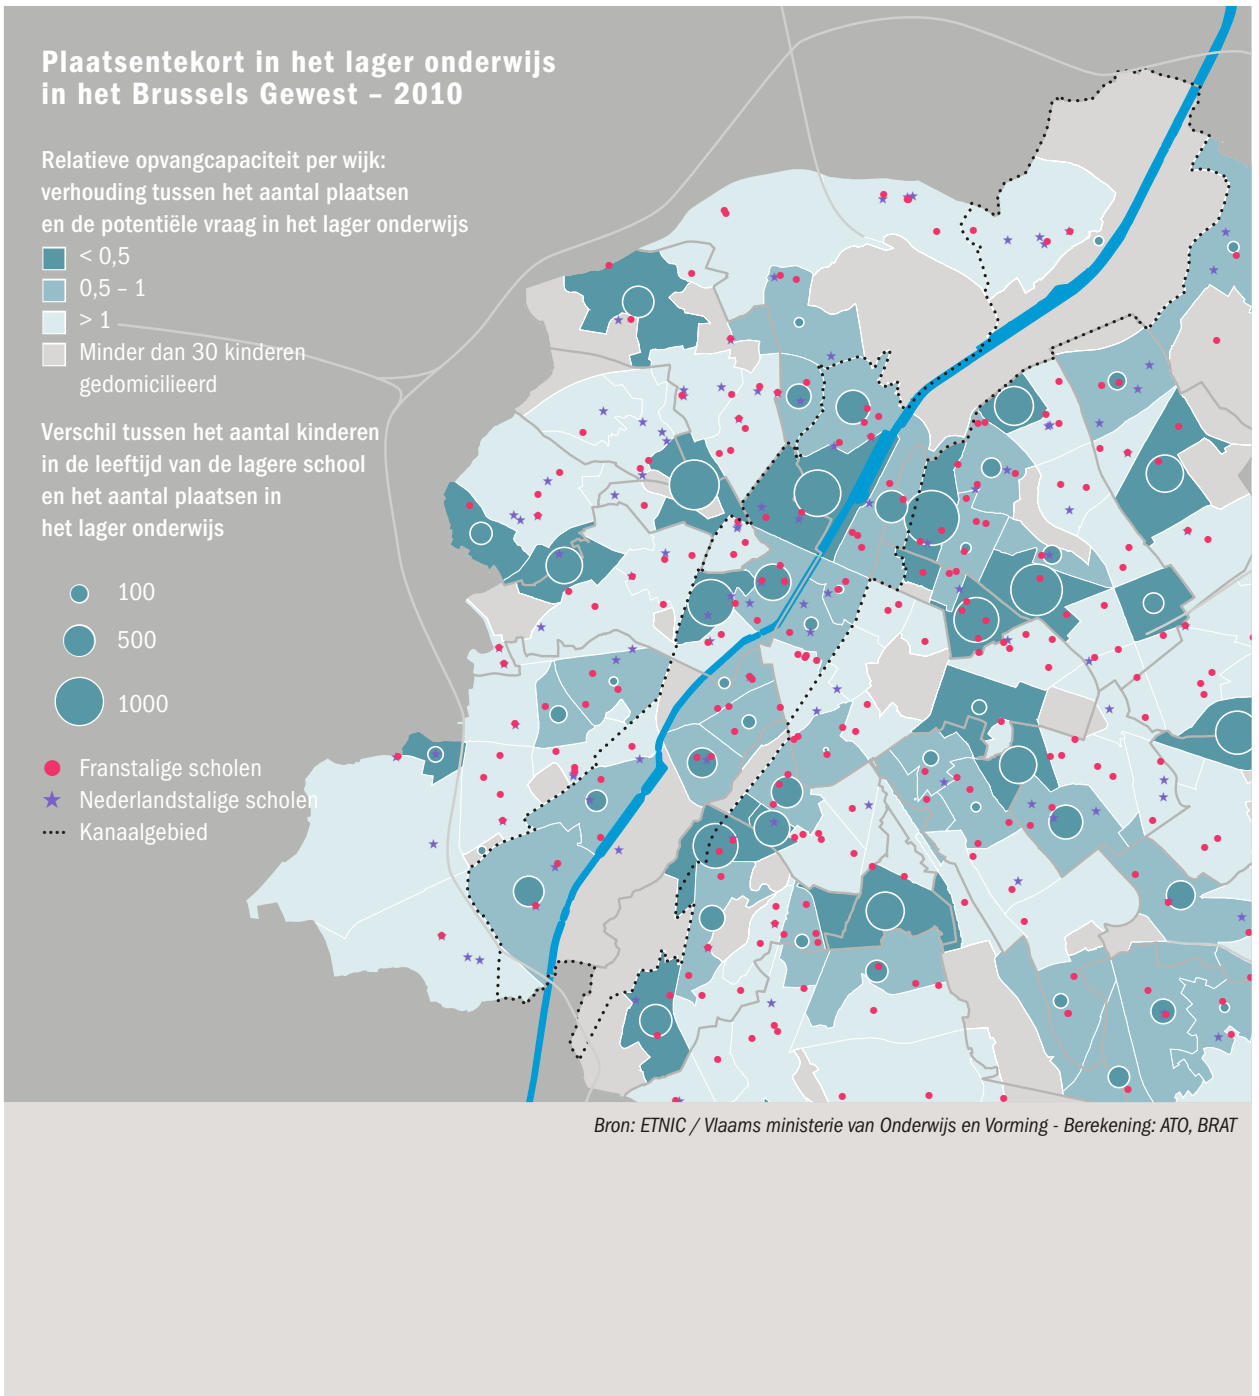 Plaatsentekort in het lager onderwijs
in het Brussels Gewest – 2010
Relatieve opvangcapaciteit per wijk:
verhouding tussen het aantal plaatsen
en de potentiële vraag in het lager onderwijs
< 0,5
0,5 – 1
> 1
Minder dan 30 kinderen
gedomicilieerd
Verschil tussen het aantal kinderen
in de leeftijd van de lagere school
en het aantal plaatsen in
het lager onderwijs
100
500
1000
Franstalige scholen
Nederlandstalige scholen
Kanaalgebied
Bron: ETNIC / Vlaams ministerie van Onderwijs en Vorming - Berekening: ATO, BRAT